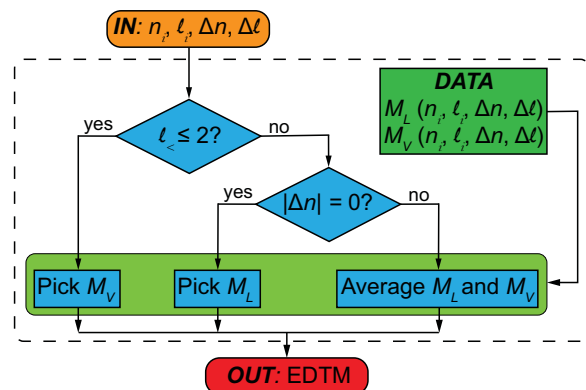 IN: nᵢ, ℓᵢ, Δn, Δℓ
DATA
M_L (nᵢ, ℓᵢ, Δn, Δℓ)
M_V (nᵢ, ℓᵢ, Δn, Δℓ)
yes
ℓ_< ≤ 2?
no
yes
|Δn| = 0?
no
Pick M_V
Pick M_L
Average M_L and M_V
OUT: EDTM